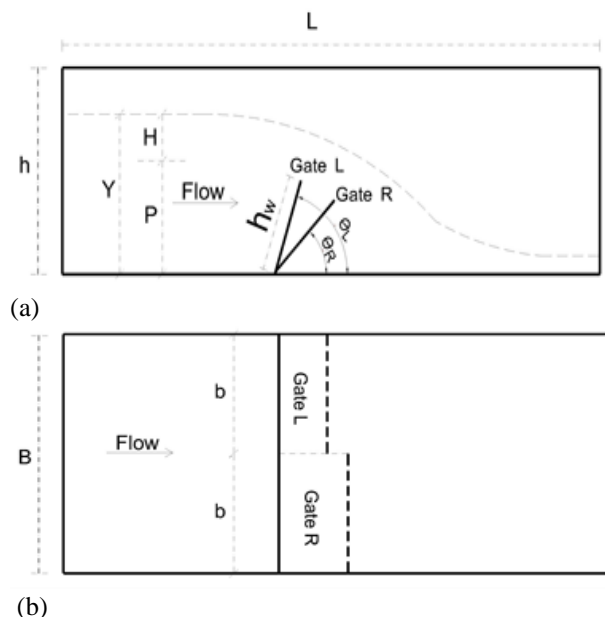 L
h
H
Y
P
Flow
hw
Gate L
Gate R
ϴL
ϴR
(a)
B
b
b
Flow
Gate L
Gate R
(b)